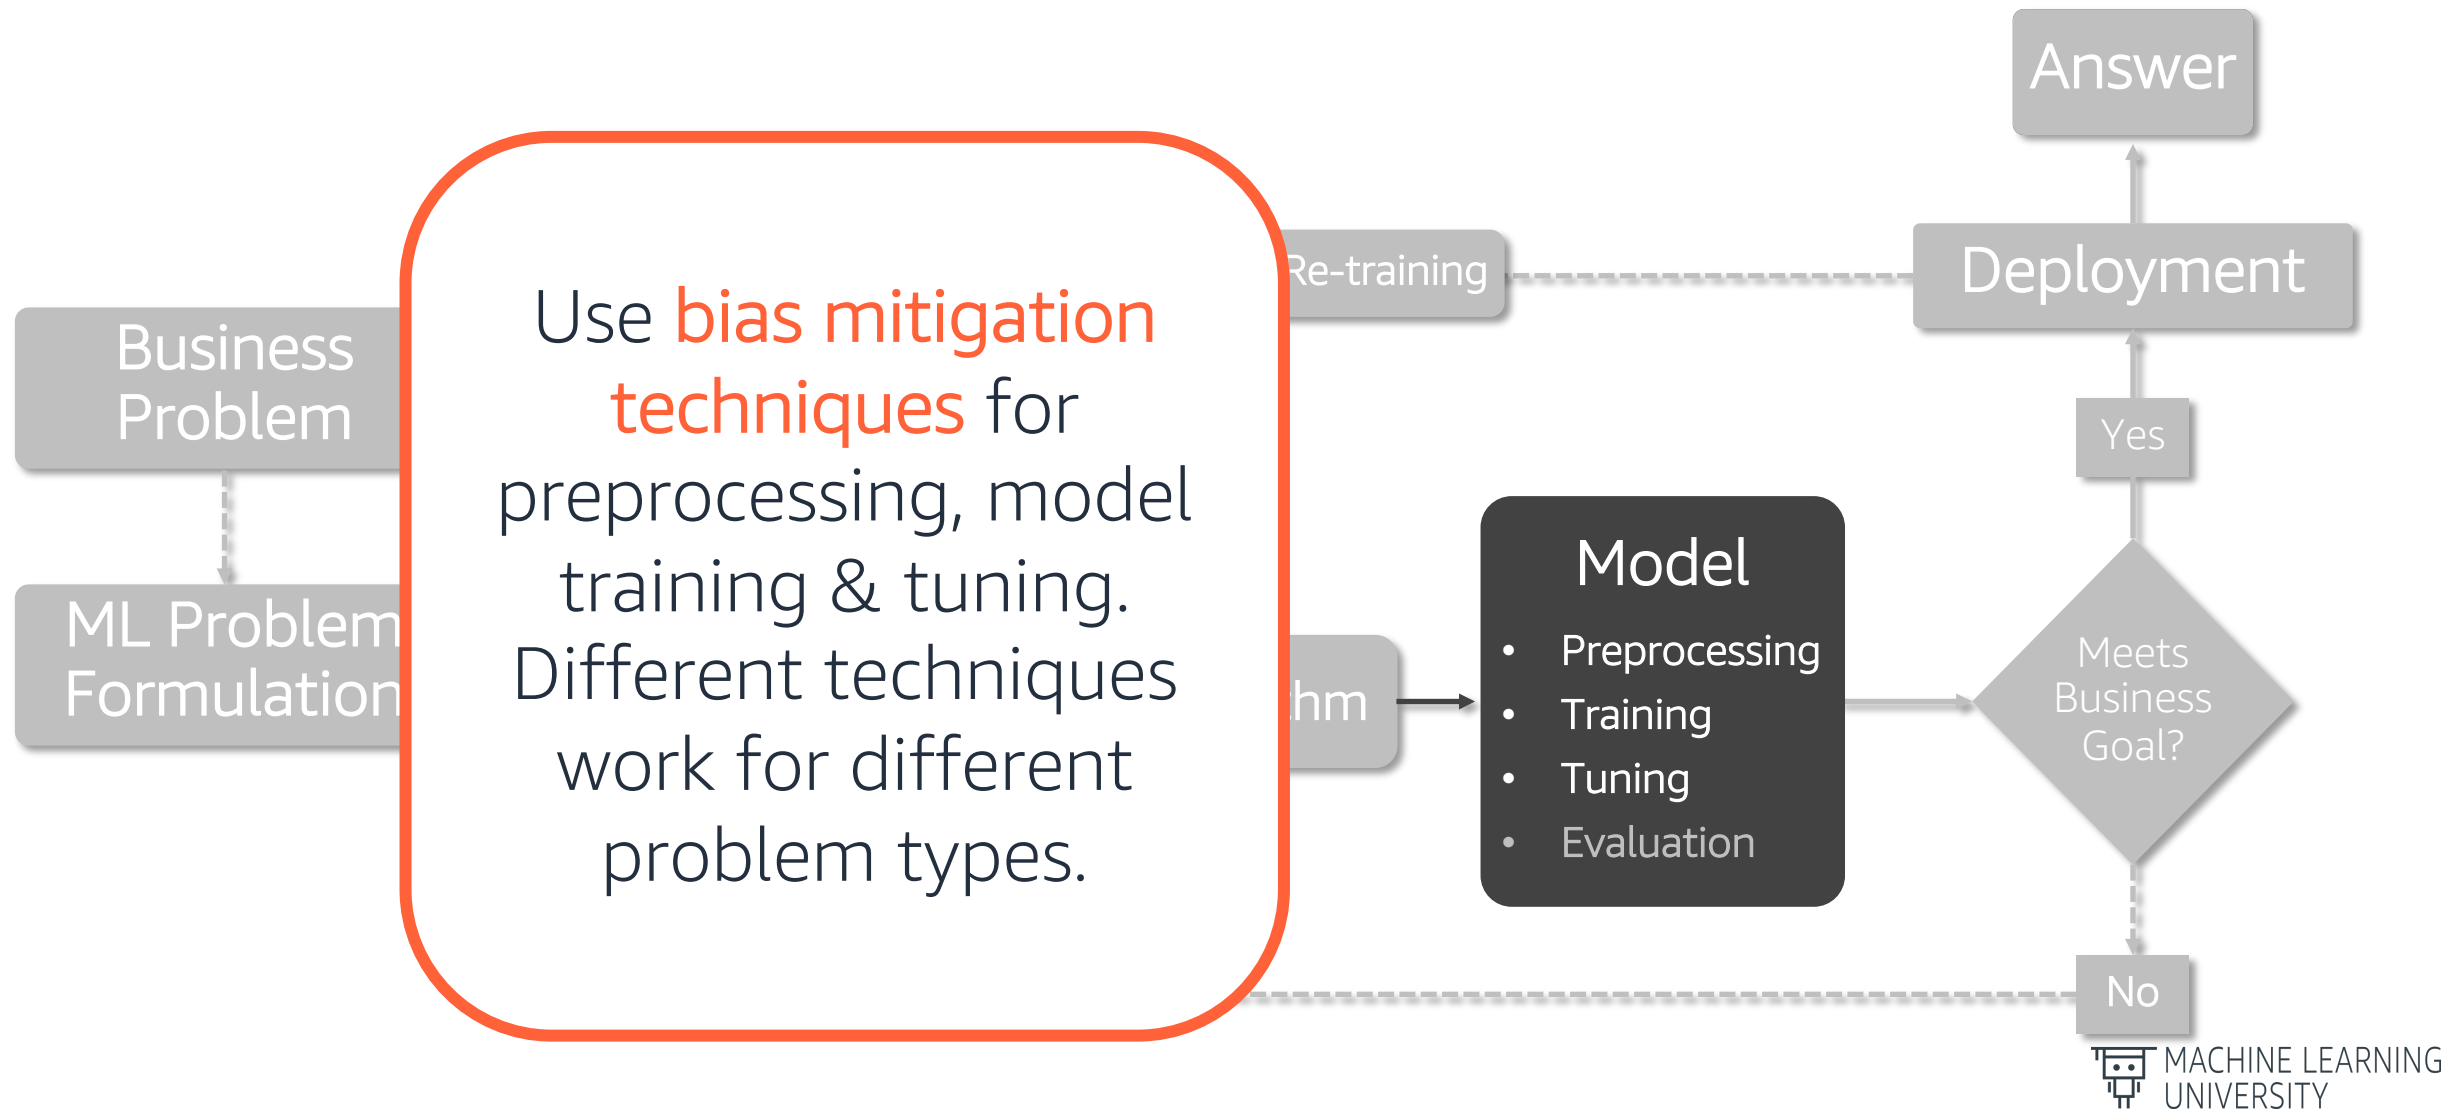 Answer
Re-training
Deployment
Business
Problem
Use bias mitigation
techniques for
preprocessing, model
training & tuning.
Different techniques
work for different
problem types.
Yes
ML Problem
Formulation
hm
Model
• Preprocessing
• Training
• Tuning
• Evaluation
Meets
Business
Goal?
No
MACHINE LEARNING
UNIVERSITY